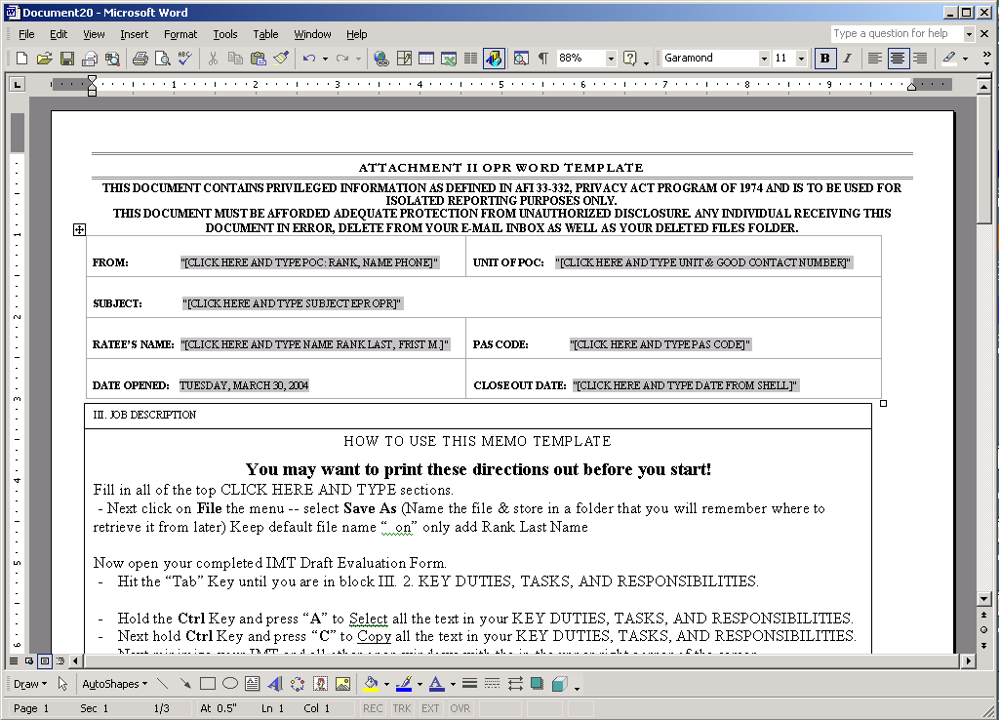 Document20 - Microsoft Word
File Edit View Insert Format Tools Table Window Help Type a question for help
88% Garamond 11 B I
1 2 3 4 5 6 7 8 9
ATTACHMENT II OPR WORD TEMPLATE
THIS DOCUMENT CONTAINS PRIVILEGED INFORMATION AS DEFINED IN AFI 33-332, PRIVACY ACT PROGRAM OF 1974 AND IS TO BE USED FOR
ISOLATED REPORTING PURPOSES ONLY.
THIS DOCUMENT MUST BE AFFORDED ADEQUATE PROTECTION FROM UNAUTHORIZED DISCLOSURE. ANY INDIVIDUAL RECEIVING THIS
DOCUMENT IN ERROR, DELETE FROM YOUR E-MAIL INBOX AS WELL AS YOUR DELETED FILES FOLDER.
FROM: "[CLICK HERE AND TYPE POC: RANK, NAME PHONE]" UNIT OF POC: "[CLICK HERE AND TYPE UNIT & GOOD CONTACT NUMBER]"
SUBJECT: "[CLICK HERE AND TYPE SUBJECT EPR OPR]"
RATEE'S NAME: "[CLICK HERE AND TYPE NAME RANK LAST, FRIST M.]" PAS CODE: "[CLICK HERE AND TYPE PAS CODE]"
DATE OPENED: TUESDAY, MARCH 30, 2004 CLOSEOUT DATE: "[CLICK HERE AND TYPE DATE FROM SHELL]"
III. JOB DESCRIPTION
HOW TO USE THIS MEMO TEMPLATE
You may want to print these directions out before you start!
Fill in all of the top CLICK HERE AND TYPE sections.
- Next click on File the menu -- select Save As (Name the file & store in a folder that you will remember where to
retrieve it from later) Keep default file name “_on” only add Rank Last Name
Now open your completed IMT Draft Evaluation Form.
- Hit the “Tab” Key until you are in block III. 2. KEY DUTIES, TASKS, AND RESPONSIBILITIES.
- Hold the Ctrl Key and press “A” to Select all the text in your KEY DUTIES, TASKS, AND RESPONSIBILITIES.
- Next hold Ctrl Key and press “C” to Copy all the text in your KEY DUTIES, TASKS, AND RESPONSIBILITIES.
Draw AutoShapes
Page 1 Sec 1 1/3 At 0.5" Ln 1 Col 1 REC TRK EXT OVR